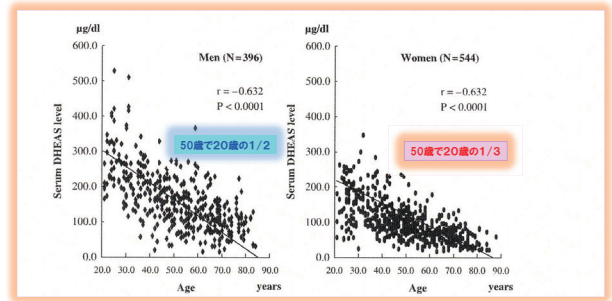 μg/dl
600.0
500.0
400.0
300.0
200.0
100.0
0.0
20.0 30.0 40.0 50.0 60.0 70.0 80.0 90.0
Serum DHEAS level
Age
years
Men (N=396)
r = −0.632
P < 0.0001
50歳で20歳の1/2
μg/dl
600.0
500.0
400.0
300.0
200.0
100.0
0.0
20.0 30.0 40.0 50.0 60.0 70.0 80.0 90.0
Serum DHEAS level
Age
years
Women (N=544)
r = −0.632
P < 0.0001
50歳で20歳の1/3